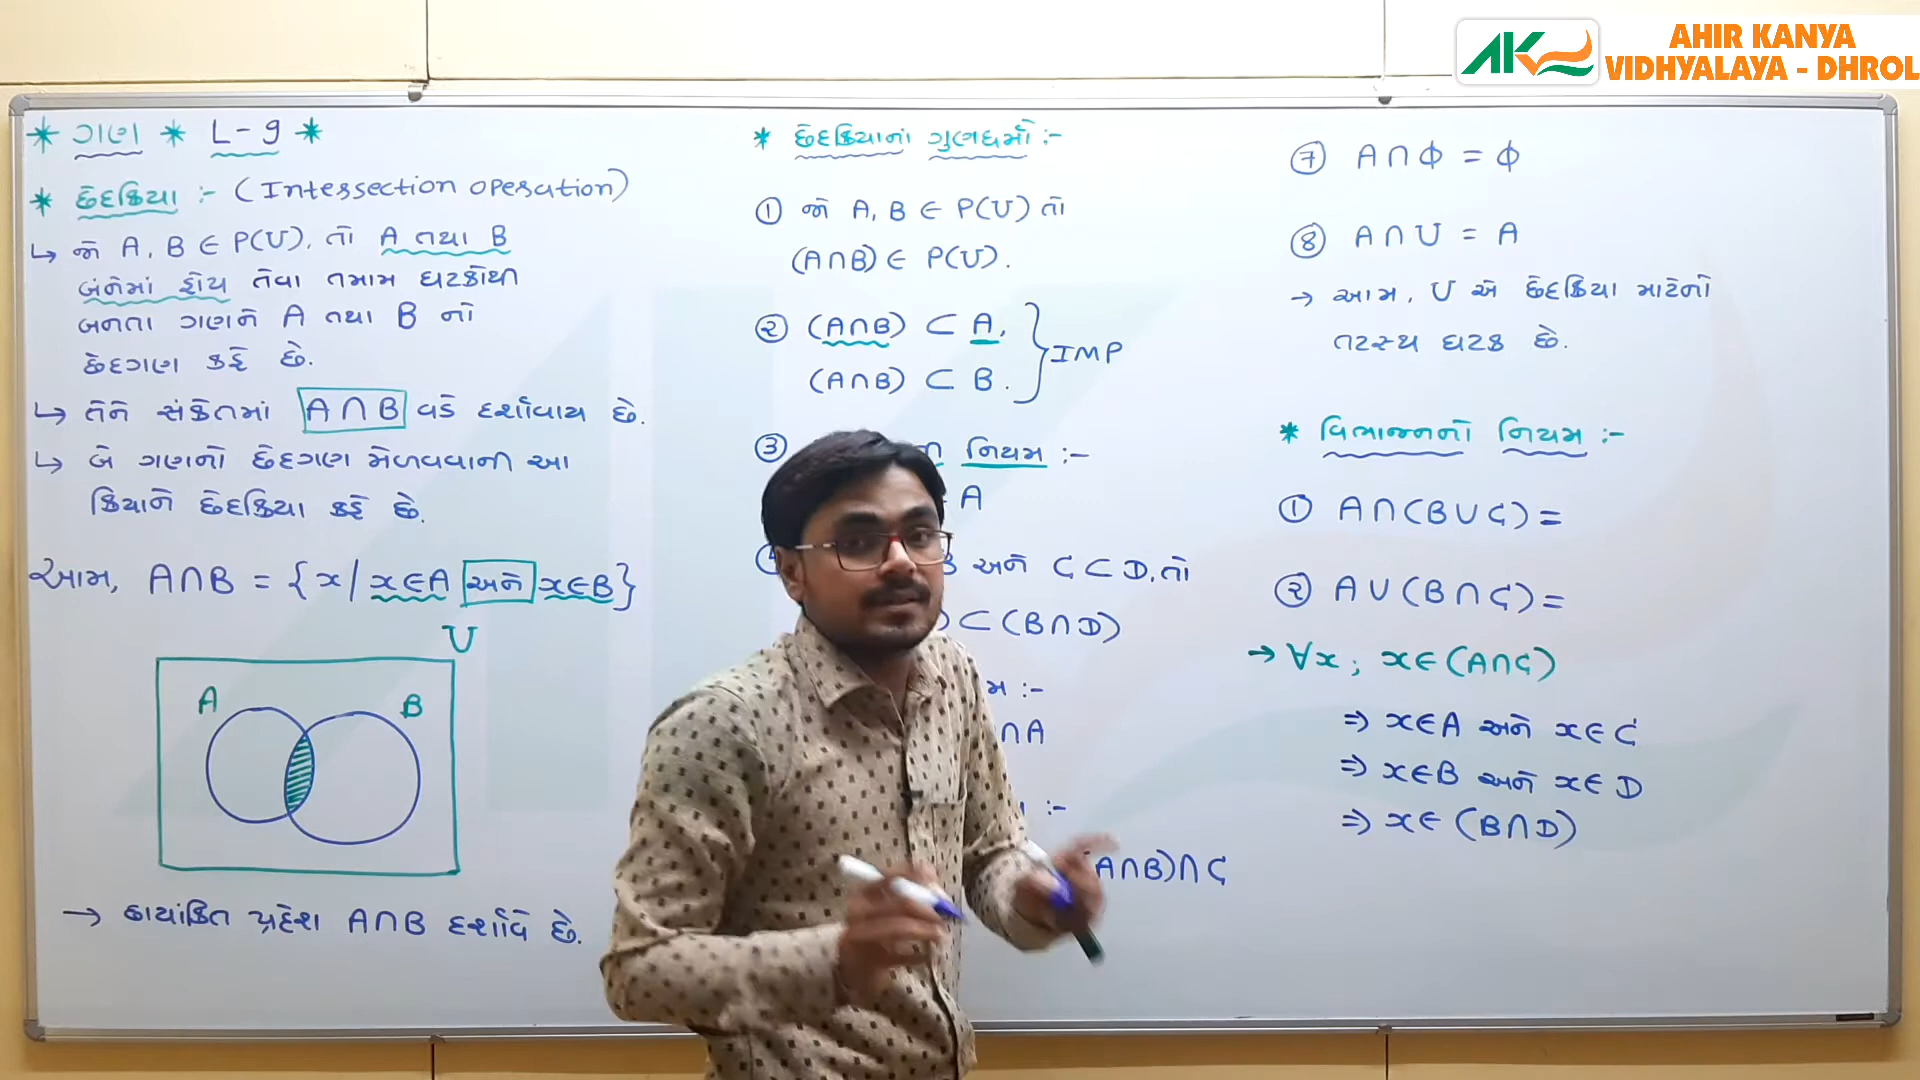 AHIR KANYA
VIDHYALAYA - DHROL
* ગણ * L-9 *
* છેદક્રિયા :- (Intersection operation)
↳ જો A, B ∈ P(U), તો A તથા B
બંનેમાં હોય તેવા તમામ ઘટકોથી
બનતા ગણને A તથા B નો
છેદગણ કહે છે.
↳ તેને સંકેતમાં A∩B વડે દર્શાવાય છે.
↳ બે ગણનો છેદગણ મેળવવાની આ
ક્રિયાને છેદક્રિયા કહે છે.
આમ, A∩B = {x/x∈A અને x∈B}
U
A B
→ છાયાંકિત પ્રદેશ A∩B દર્શાવે છે.
* છેદક્રિયાનાં ગુણધર્મો :-
① જો A, B ∈ P(U) તો
(A∩B) ∈ P(U).
② (A∩B) ⊂ A,
(A∩B) ⊂ B.
IMP
③ નિયમ :-
A
અને C⊂D, તો
⊂ (B∩D)
:-
∩A
:-
(A∩B)∩C
⑦ A∩Φ = Φ
⑧ A∩U = A
→ આમ, U એ છેદક્રિયા માટેનો
તટસ્થ ઘટક છે.
* વિભાજનનો નિયમ :-
① A∩(B∪C) =
② A∪(B∩C) =
→ ∀x ; x∈(A∩C)
⇒ x∈A અને x∈C
⇒ x∈B અને x∈D
⇒ x∈ (B∩D)